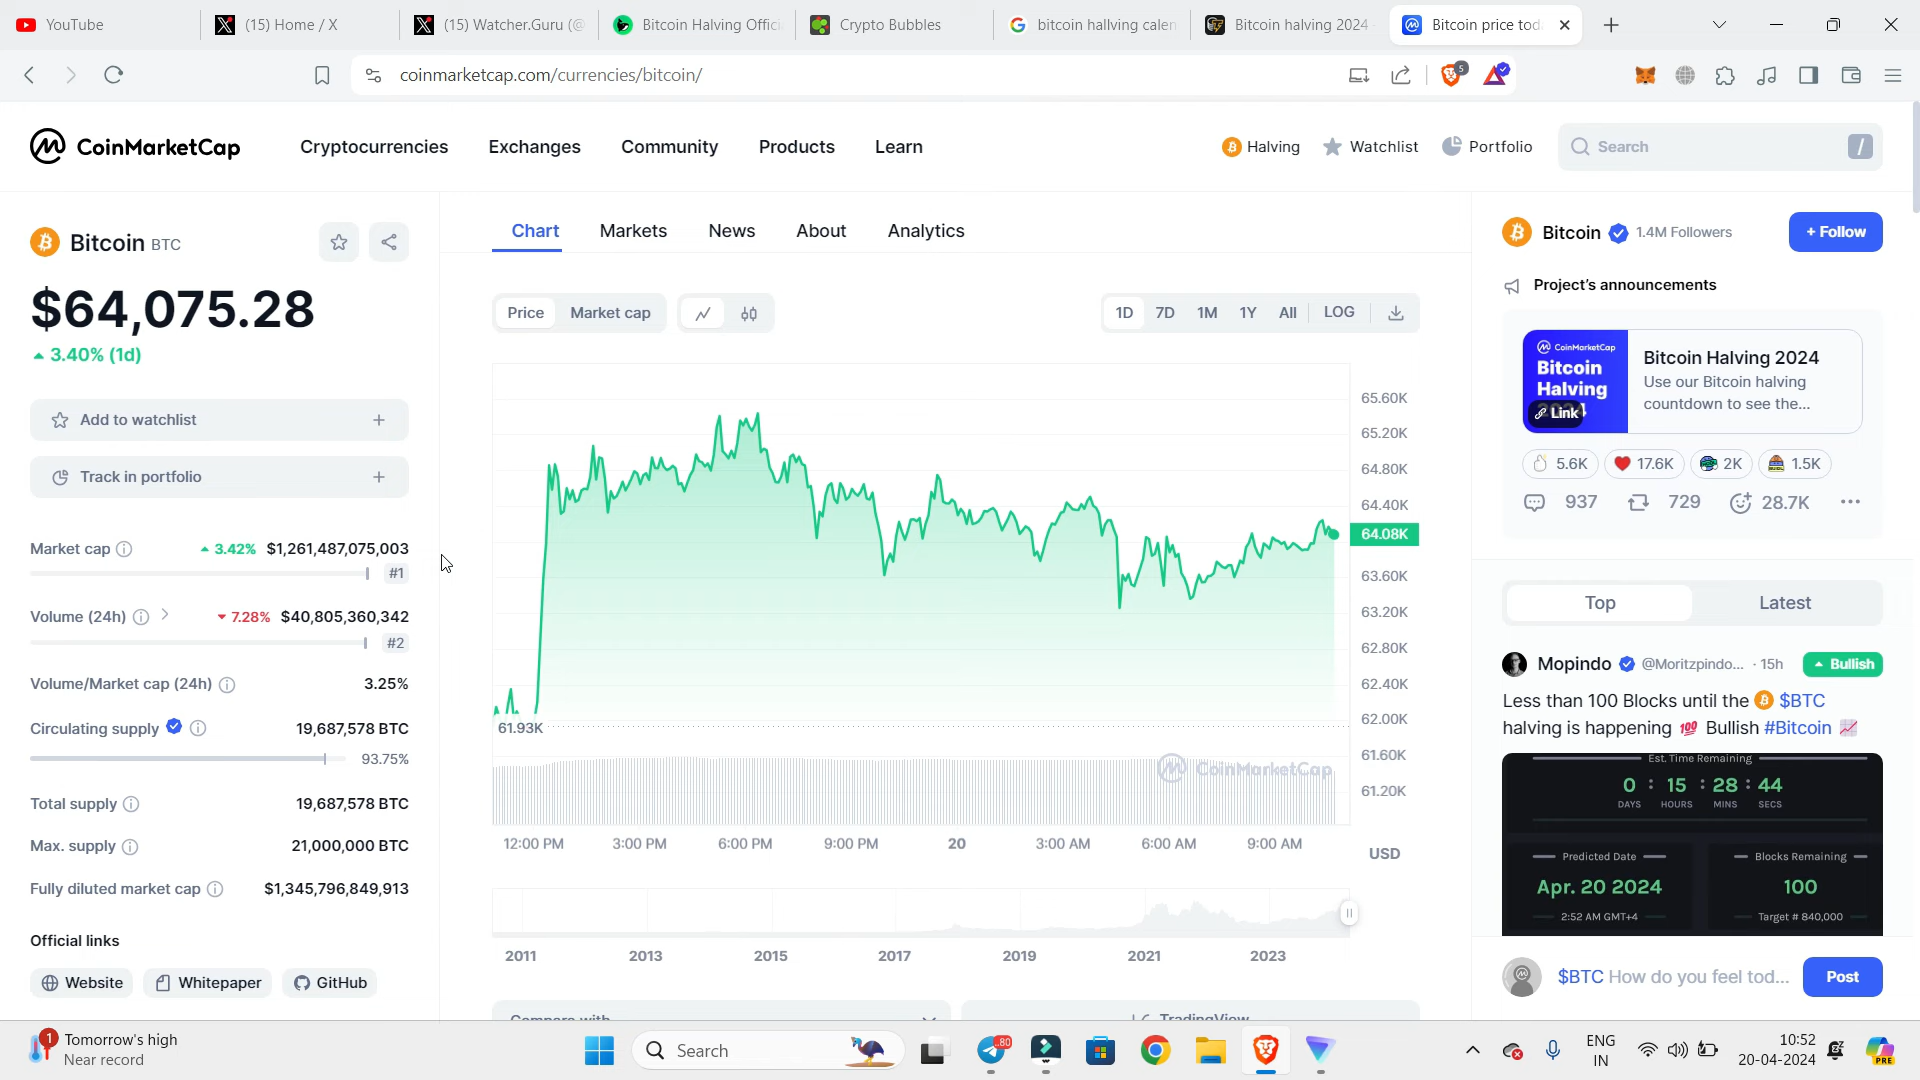 YouTube
(15) Home / X
(15) Watcher.Guru (@
Bitcoin Halving Offici
Crypto Bubbles
bitcoin hallving calen
Bitcoin halving 2024
Bitcoin price tod
coinmarketcap.com/currencies/bitcoin/
5
CoinMarketCap
Cryptocurrencies
Exchanges
Community
Products
Learn
Halving
Watchlist
Portfolio
Search
/
Bitcoin BTC
$64,075.28
3.40% (1d)
Add to watchlist
Track in portfolio
Market cap 3.42% $1,261,487,075,003
#1
Volume (24h) 7.28% $40,805,360,342
#2
Volume/Market cap (24h) 3.25%
Circulating supply 19,687,578 BTC
93.75%
Total supply 19,687,578 BTC
Max. supply 21,000,000 BTC
Fully diluted market cap $1,345,796,849,913
Official links
Website
Whitepaper
GitHub
Chart
Markets
News
About
Analytics
Price
Market cap
1D
7D
1M
1Y
All
LOG
65.60K
65.20K
64.80K
64.40K
64.08K
63.60K
63.20K
62.80K
62.40K
62.00K
61.60K
61.20K
61.93K
CoinMarketCap
12:00 PM
3:00 PM
6:00 PM
9:00 PM
20
3:00 AM
6:00 AM
9:00 AM
USD
2011
2013
2015
2017
2019
2021
2023
Compare with
TradingView
Bitcoin 1.4M Followers
+ Follow
Project's announcements
CoinMarketCap
Bitcoin
Halving
2024
Link
Bitcoin Halving 2024
Use our Bitcoin halving
countdown to see the...
5.6K
17.6K
2K
1.5K
937
729
28.7K
Top
Latest
Mopindo @Moritzpindo... · 15h
Bullish
Less than 100 Blocks until the $BTC
halving is happening 💯 Bullish #Bitcoin
Est. Time Remaining
0 : 15 : 28 : 44
DAYS HOURS MINS SECS
Predicted Date
Apr. 20 2024
2:52 AM GMT+4
Blocks Remaining
100
Target # 840,000
$BTC How do you feel tod...
Post
1
Tomorrow's high
Near record
Search
80
ENG
IN
10:52
20-04-2024
PRE